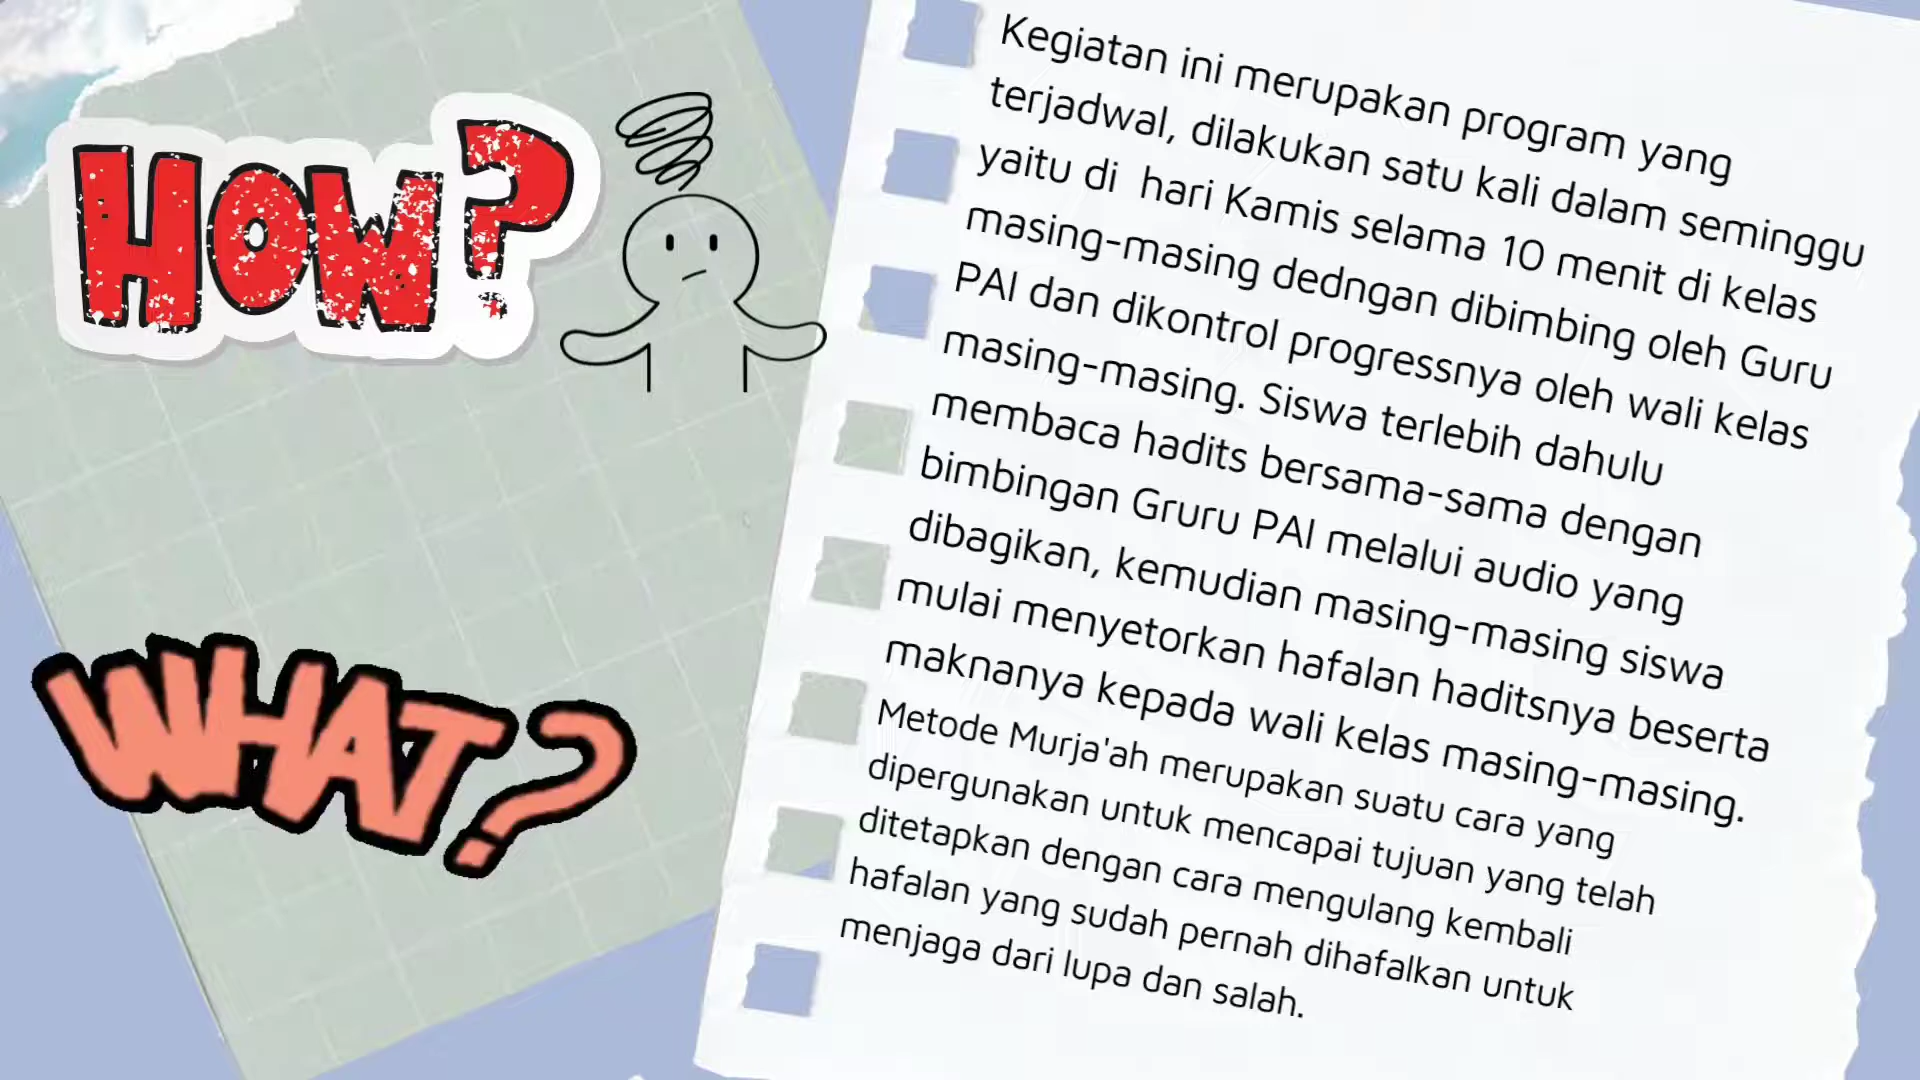 HOW?
Kegiatan ini merupakan program yang
terjadwal, dilakukan satu kali dalam seminggu
yaitu di hari Kamis selama 10 menit di kelas
masing-masing dedngan dibimbing oleh Guru
PAI dan dikontrol progressnya oleh wali kelas
masing-masing. Siswa terlebih dahulu
membaca hadits bersama-sama dengan
bimbingan Gruru PAI melalui audio yang
dibagikan, kemudian masing-masing siswa
mulai menyetorkan hafalan haditsnya beserta
maknanya kepada wali kelas masing-masing.
WHAT?
Metode Murja'ah merupakan suatu cara yang
dipergunakan untuk mencapai tujuan yang telah
ditetapkan dengan cara mengulang kembali
hafalan yang sudah pernah dihafalkan untuk
menjaga dari lupa dan salah.